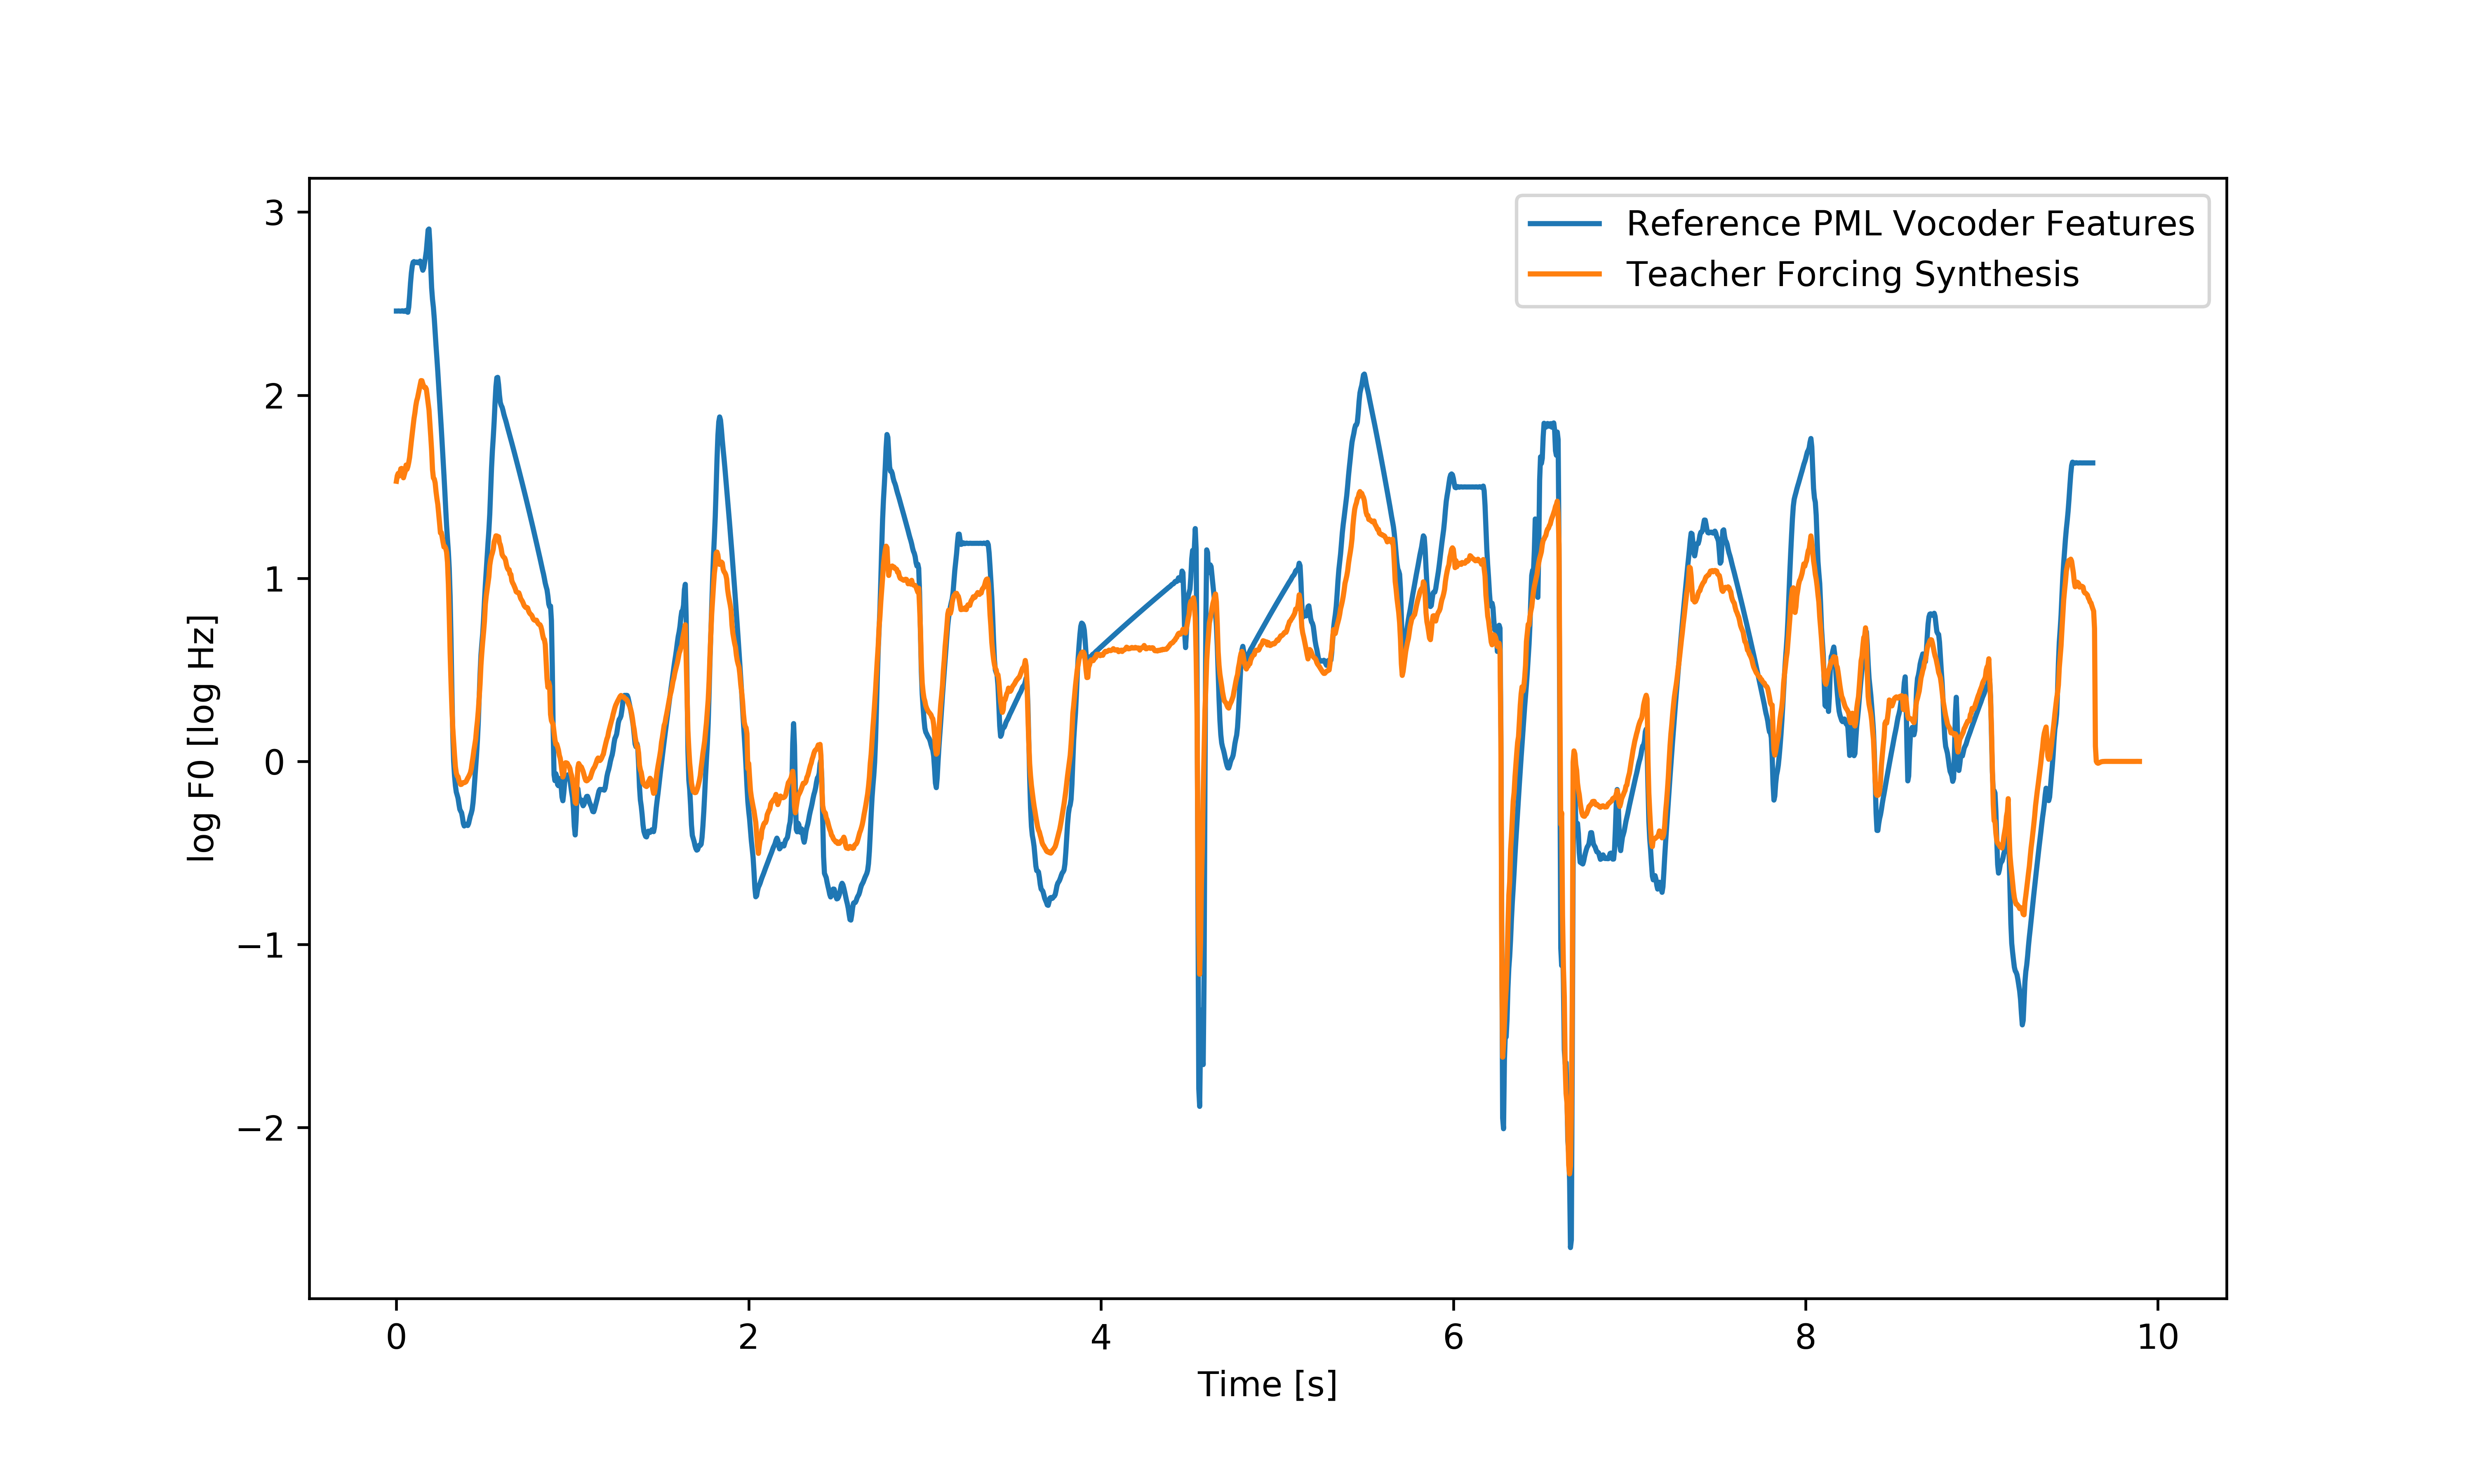 Reference PML Vocoder Features
Teacher Forcing Synthesis
3
2
1
0
−1
−2
log F0 [log Hz]
0 2 4 6 8 10
Time [s]